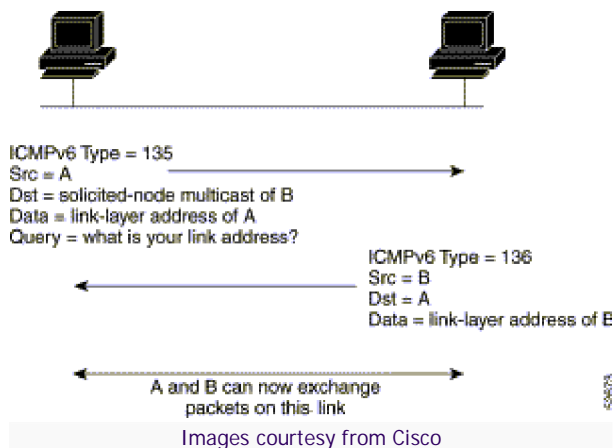 ICMPv6 Type = 135
Src = A
Dst = solicited-node multicast of B
Data = link-layer address of A
Query = what is your link address?
ICMPv6 Type = 136
Src = B
Dst = A
Data = link-layer address of B
A and B can now exchange
packets on this link
52673
Images courtesy from Cisco